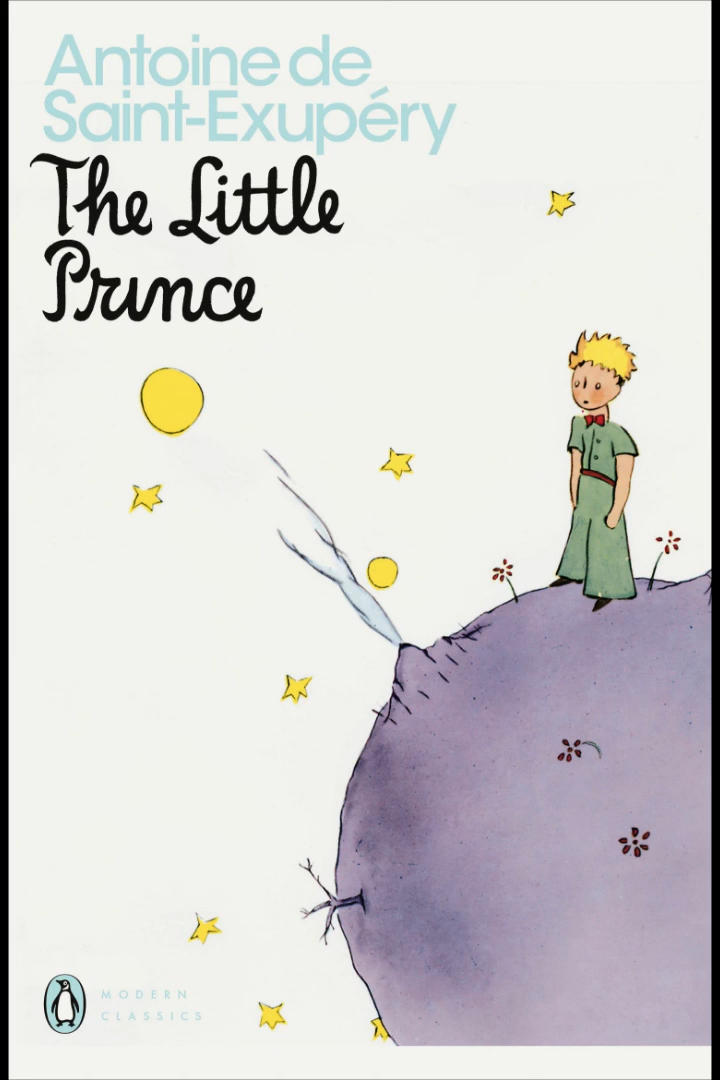 Antoine de
Saint-Exupéry
The Little
Prince
MODERN
CLASSICS